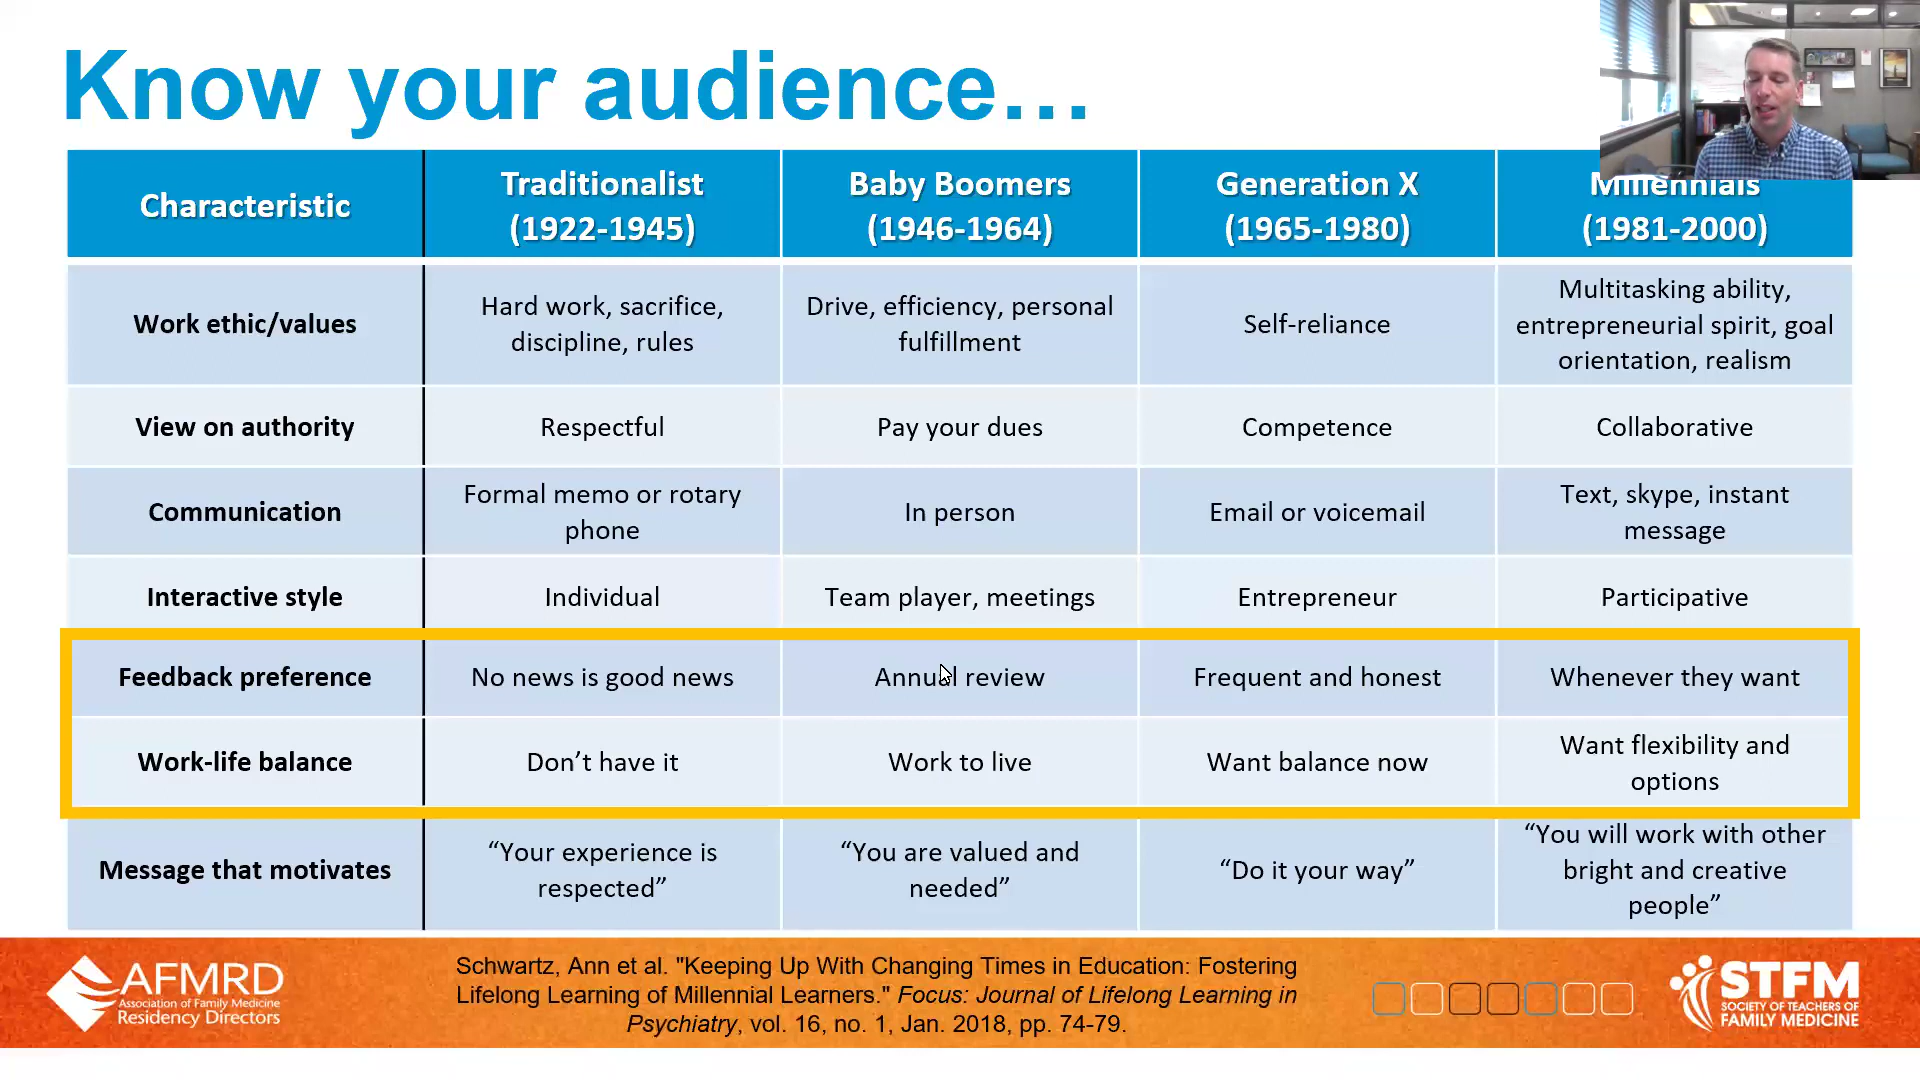 Know your audience...
Characteristic
Traditionalist
(1922-1945)
Baby Boomers
(1946-1964)
Generation X
(1965-1980)
Millennials
(1981-2000)
Work ethic/values
Hard work, sacrifice,
discipline, rules
Drive, efficiency, personal
fulfillment
Self-reliance
Multitasking ability,
entrepreneurial spirit, goal
orientation, realism
View on authority
Respectful
Pay your dues
Competence
Collaborative
Communication
Formal memo or rotary
phone
In person
Email or voicemail
Text, skype, instant
message
Interactive style
Individual
Team player, meetings
Entrepreneur
Participative
Feedback preference
No news is good news
Annual review
Frequent and honest
Whenever they want
Work-life balance
Don’t have it
Work to live
Want balance now
Want flexibility and
options
Message that motivates
“Your experience is
respected”
“You are valued and
needed”
“Do it your way”
“You will work with other
bright and creative
people”
AFMRD
Association of Family Medicine
Residency Directors
Schwartz, Ann et al. "Keeping Up With Changing Times in Education: Fostering
Lifelong Learning of Millennial Learners." Focus: Journal of Lifelong Learning in
Psychiatry, vol. 16, no. 1, Jan. 2018, pp. 74-79.
STFM
SOCIETY OF TEACHERS OF
FAMILY MEDICINE